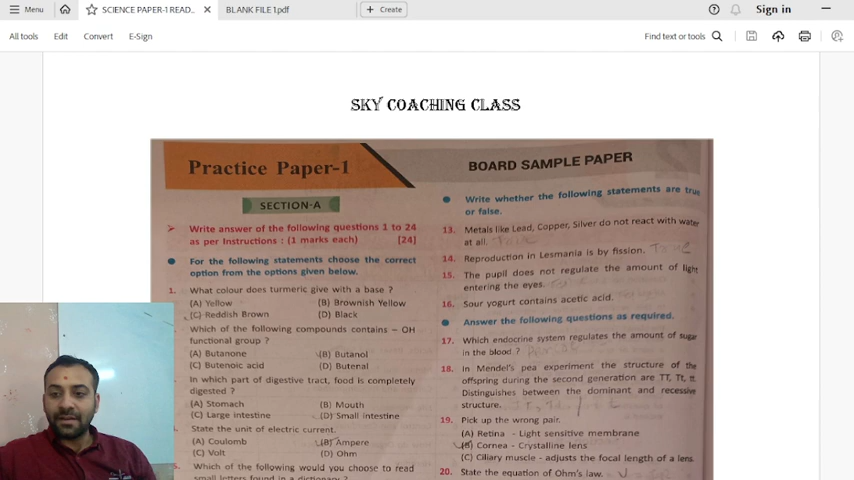 Menu
SCIENCE PAPER-1 READ...
BLANK FILE 1.pdf
Create
Sign in
All tools
Edit
Convert
E-Sign
Find text or tools
SKY COACHING CLASS
Practice Paper-1
BOARD SAMPLE PAPER
SECTION-A
Write answer of the following questions 1 to 24
as per Instructions : (1 marks each) [24]
For the following statements choose the correct
option from the options given below.
1. What colour does turmeric give with a base ?
(A) Yellow (B) Brownish Yellow
(C) Reddish Brown (D) Black
Which of the following compounds contains – OH
functional group ?
(A) Butanone (B) Butanol
(C) Butenoic acid (D) Butenal
In which part of digestive tract, food is completely
digested ?
(A) Stomach (B) Mouth
(C) Large intestine (D) Small intestine
State the unit of electric current.
(A) Coulomb (B) Ampere
(C) Volt (D) Ohm
Which of the following would you choose to read
small letters found in a dictionary ?
Write whether the following statements are true
or false.
13. Metals like Lead, Copper, Silver do not react with water
at all. True
14. Reproduction in Lesmania is by fission. True
15. The pupil does not regulate the amount of light
entering the eyes.
16. Sour yogurt contains acetic acid.
Answer the following questions as required.
17. Which endocrine system regulates the amount of sugar
in the blood ?
18. In Mendel's pea experiment the structure of the
offspring during the second generation are TT, Tt, tt.
Distinguishes between the dominant and recessive
structure.
19. Pick up the wrong pair.
(A) Retina - Light sensitive membrane
(B) Cornea - Crystalline lens
(C) Ciliary muscle - adjusts the focal length of a lens.
20. State the equation of Ohm's law.